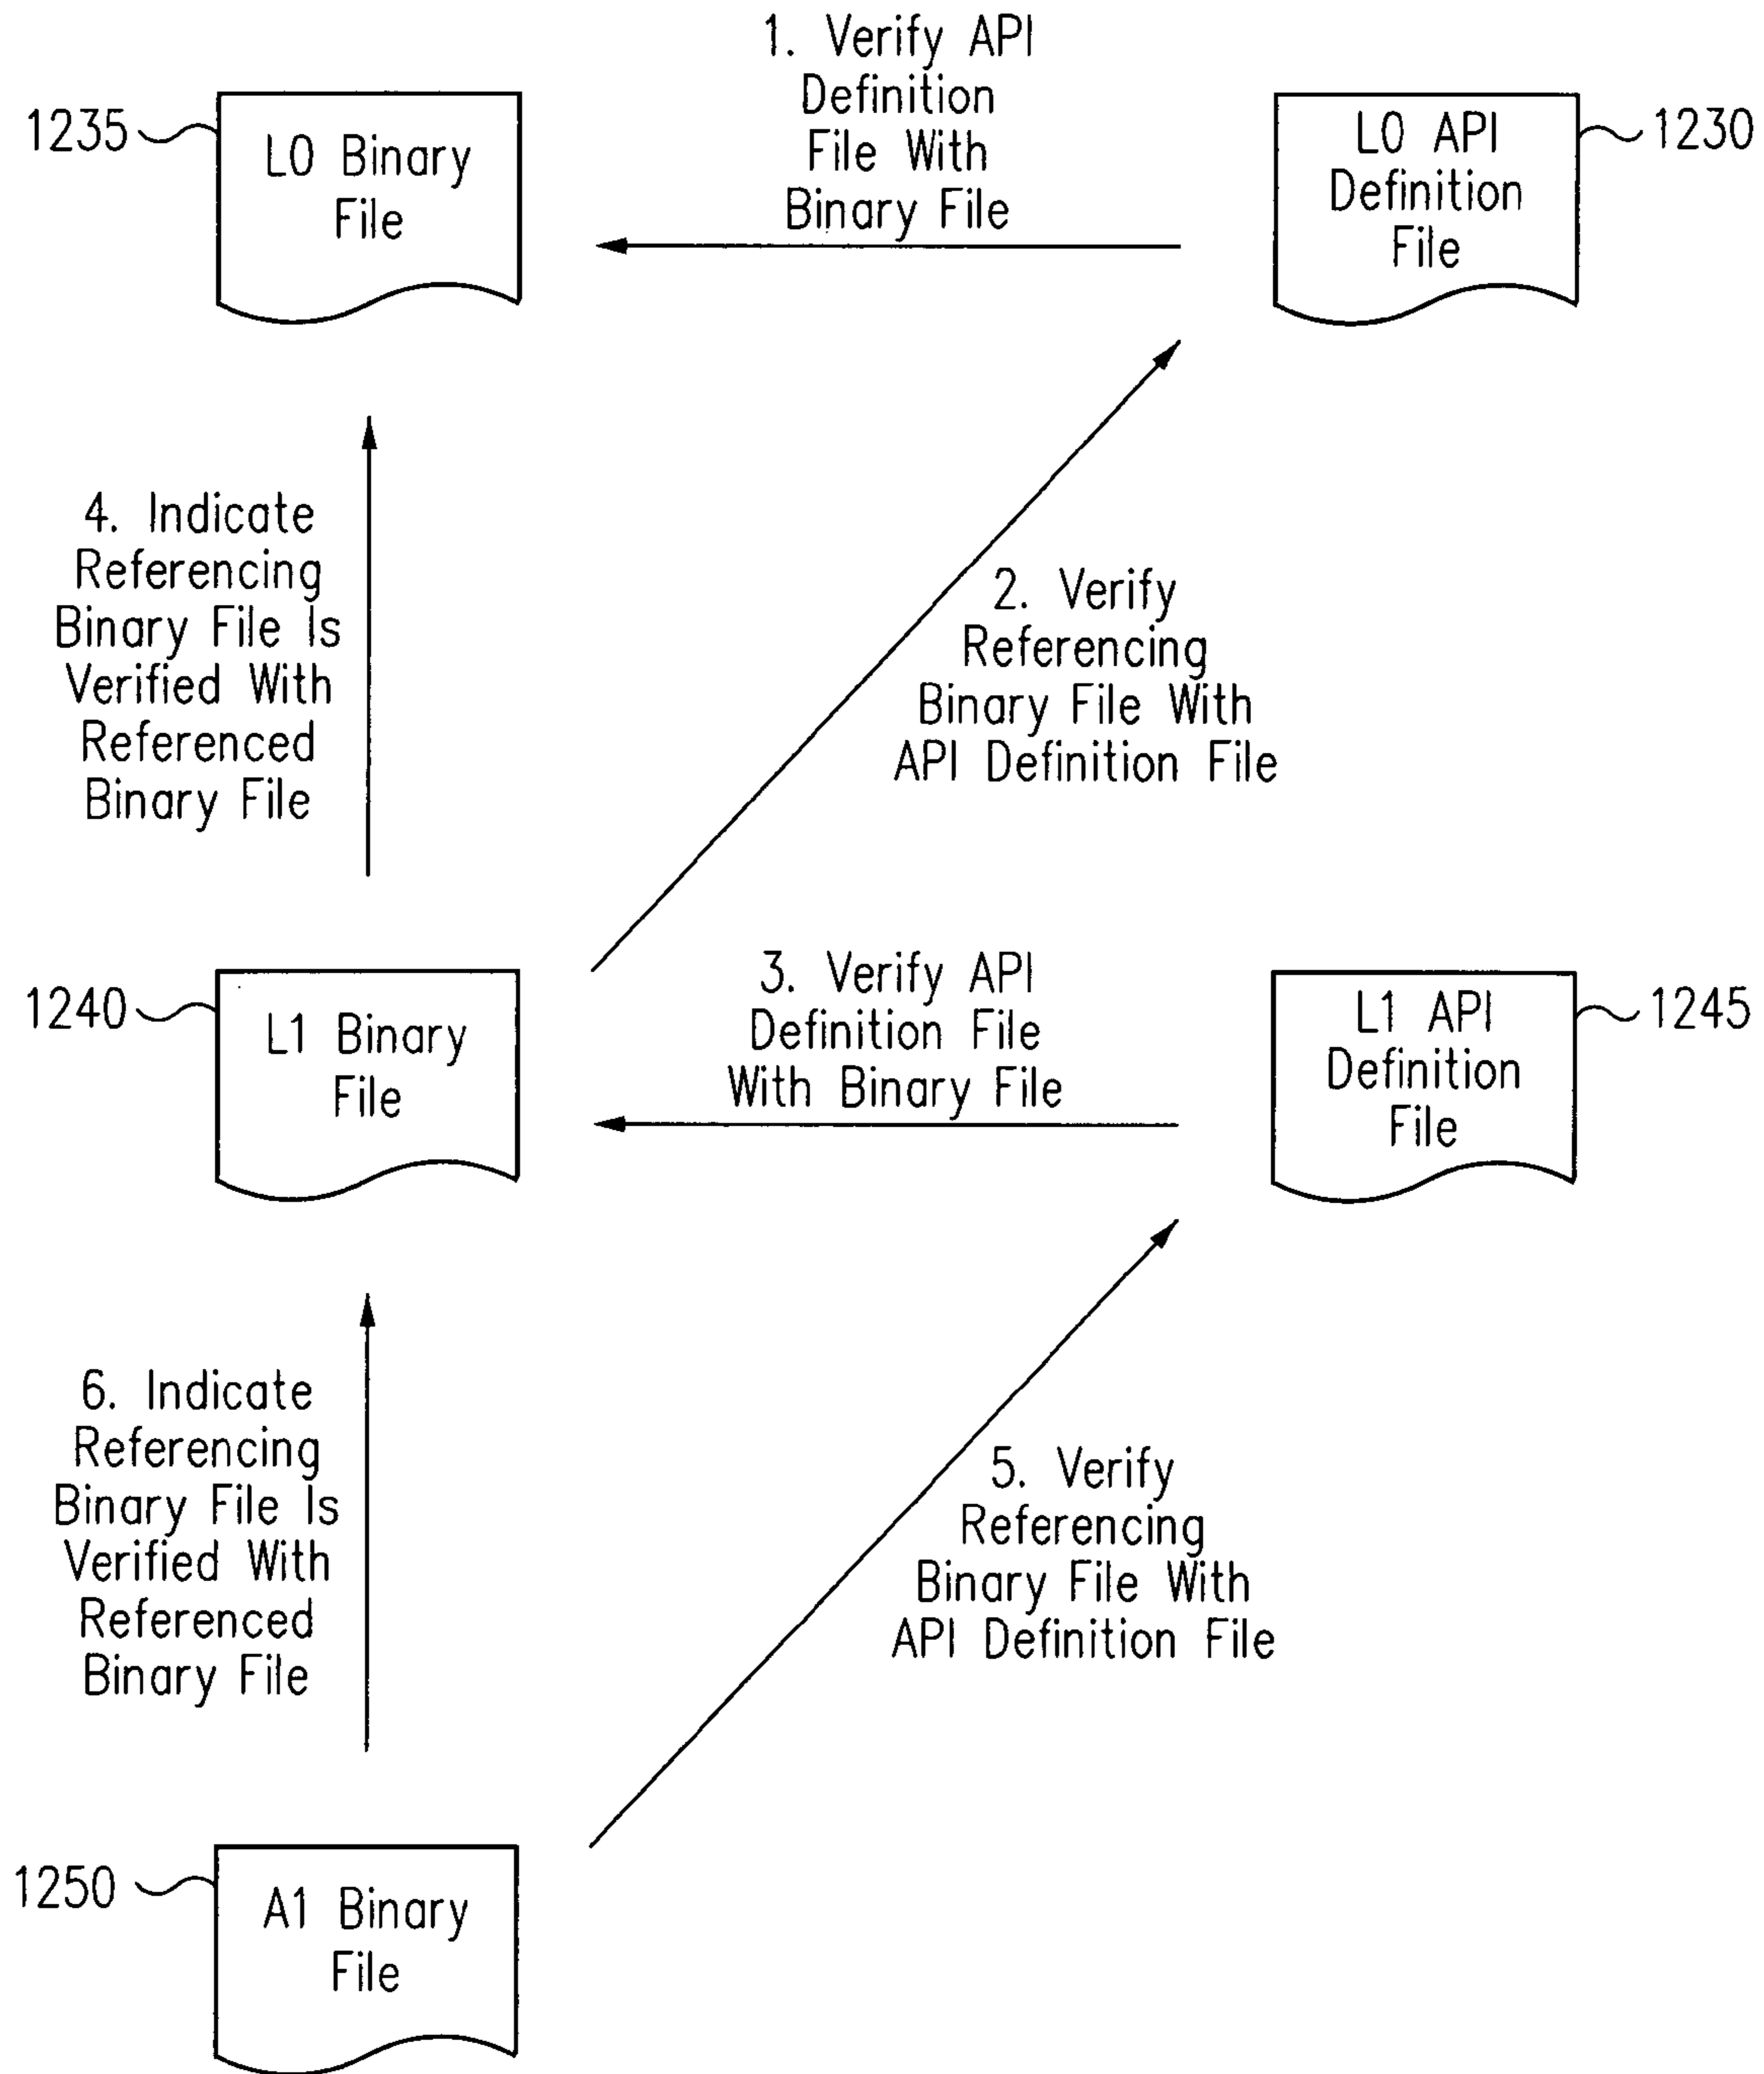 1. Verify API
Definition
File With
Binary File
1235
L0 Binary
File
L0 API
Definition
File
1230
4. Indicate
Referencing
Binary File Is
Verified With
Referenced
Binary File
2. Verify
Referencing
Binary File With
API Definition File
1240
L1 Binary
File
3. Verify API
Definition File
With Binary File
L1 API
Definition
File
1245
6. Indicate
Referencing
Binary File Is
Verified With
Referenced
Binary File
5. Verify
Referencing
Binary File With
API Definition File
1250
A1 Binary
File